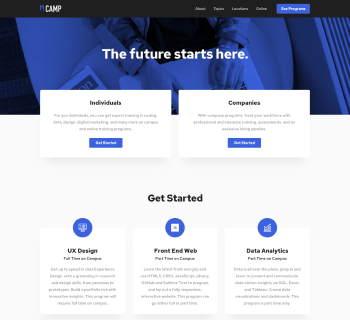 CAMP
About Topics Locations Online See Programs
The future starts here.
Individuals
For you individuals, you can get expert training in coding,
data, design, digital marketing, and many more on campus
and online training programs.
Get Started
Companies
With company programs, treat your workforce with
professional and intensive training, assessments, and an
exclusive hiring pipeline.
Get Started
Get Started
UX Design
Full Time on Campus
Get up to speed in User Experience
Design, with a grounding in research
and design skills, from personas to
prototypes. Build a portfolio site with
interactive insights. This program will
require full time on campus.
Front End Web
Part Time on Campus
Learn the latest front end grip and
use HTML5, CSS3, JavaScript, jQuery,
GitHub and Sublime Text to program
and lay out a fully responsive,
interactive website. This program can
go either full or part time.
Data Analytics
Part Time on Campus
Data is all over the place, jump in and
learn to present and communicate
data-driven insights via SQL, Excel,
and Tableau. Create data
visualizations and dashboards. This
program is part time only.